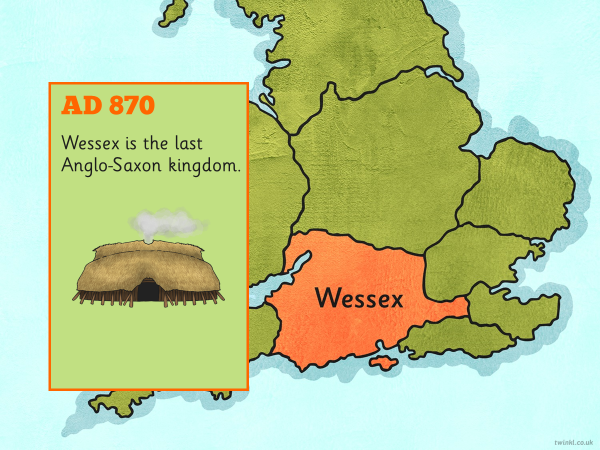 AD 870
Wessex is the last
Anglo-Saxon kingdom.
Wessex
twinkl.co.uk